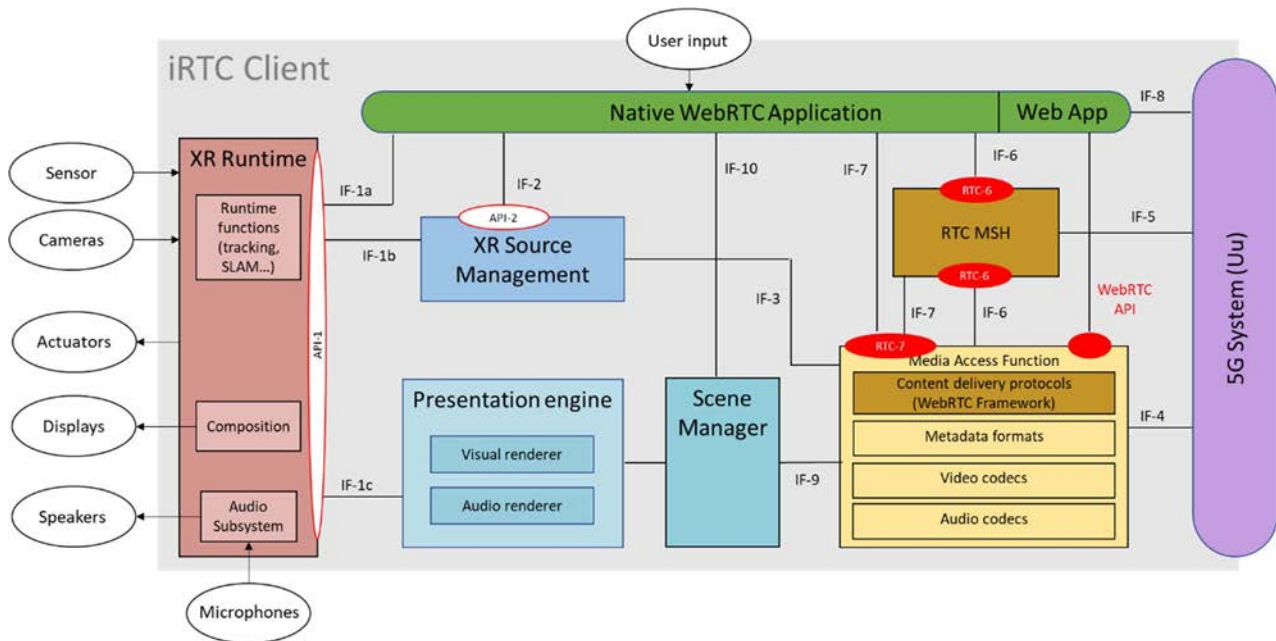 User input
iRTC Client
Native WebRTC Application
Web App
IF-8
5G System (Uu)
XR Runtime
Sensor
IF-1a
IF-2
IF-10
IF-7
IF-6
RTC-6
Runtime
functions
(tracking,
SLAM...)
Cameras
API-2
XR Source
Management
IF-1b
RTC MSH
IF-5
RTC-6
IF-3
IF-7
IF-6
WebRTC
API
API-1
Actuators
RTC-7
Media Access Function
Content delivery protocols
(WebRTC Framework)
Presentation engine
Scene
Manager
Displays
Composition
Metadata formats
IF-4
Visual renderer
IF-1c
IF-9
Video codecs
Audio renderer
Speakers
Audio
Subsystem
Audio codecs
Microphones